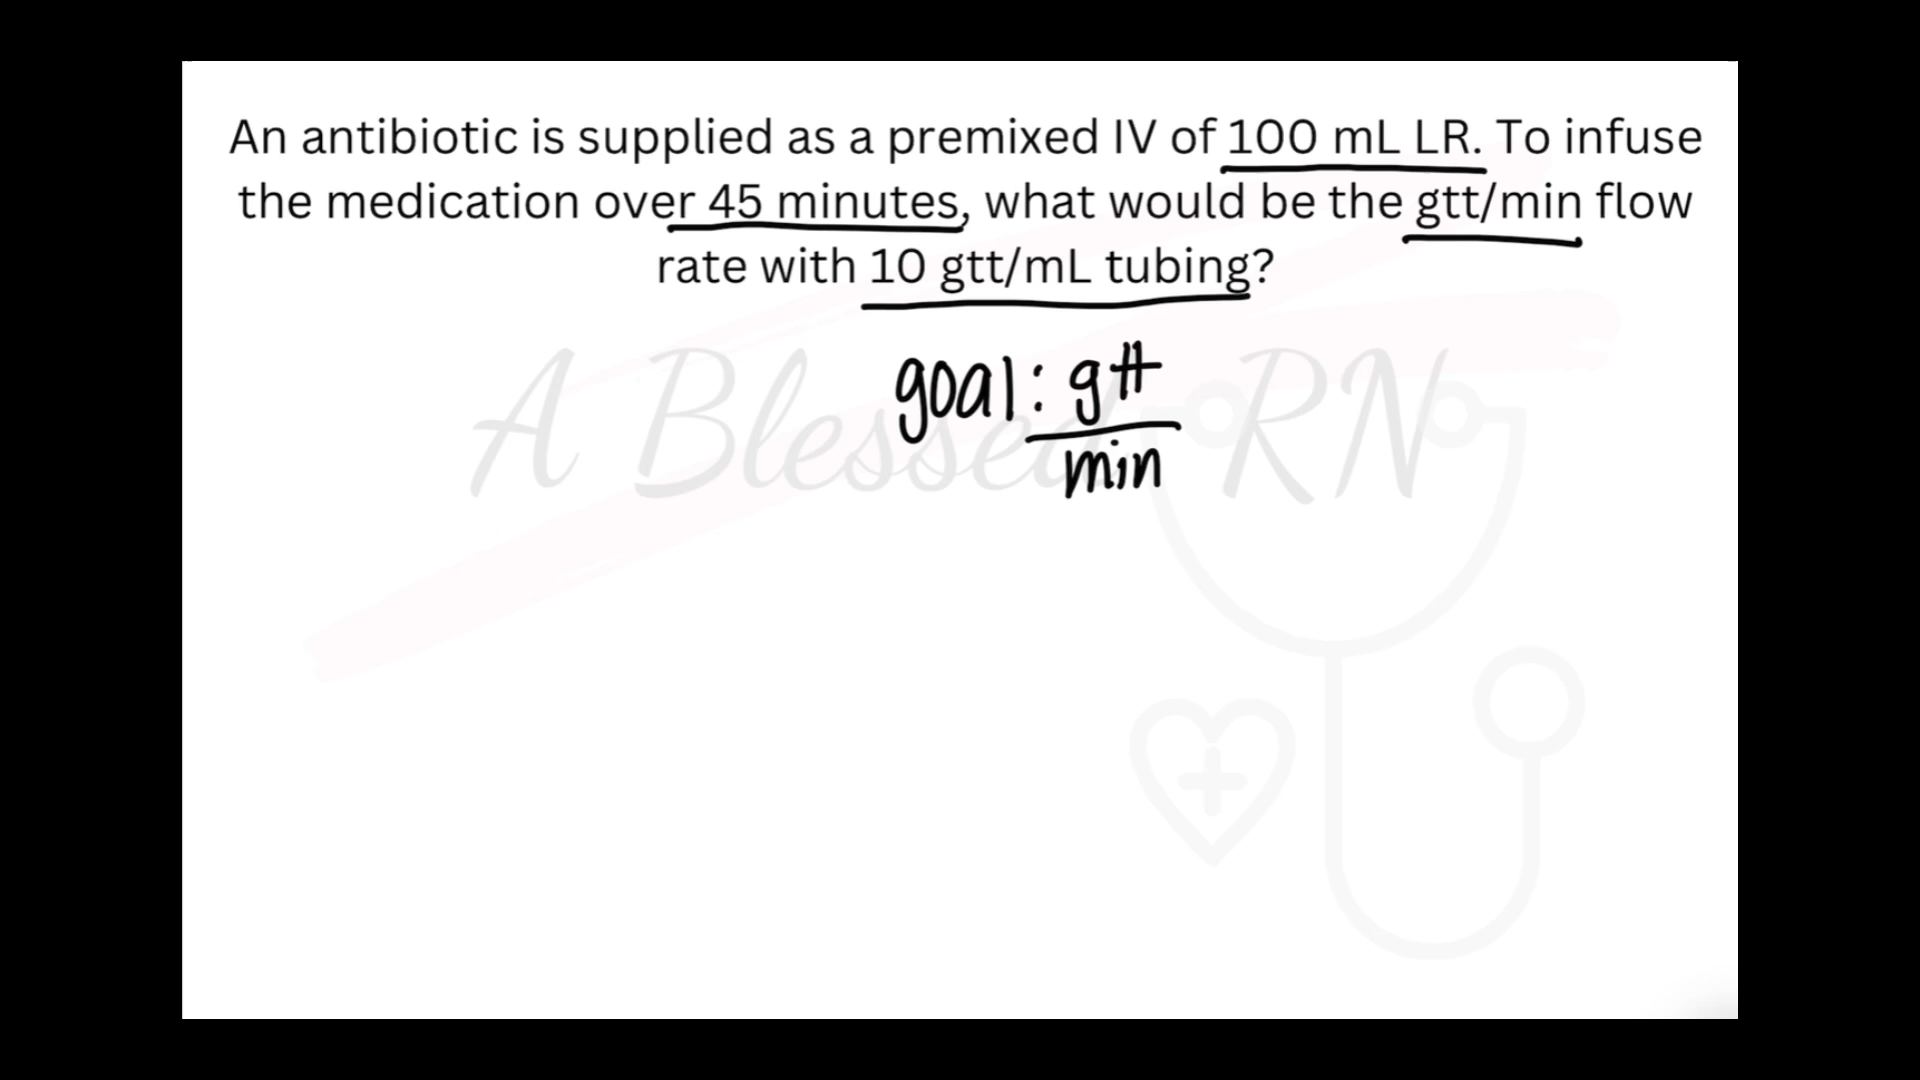 An antibiotic is supplied as a premixed IV of 100 mL LR. To infuse
the medication over 45 minutes, what would be the gtt/min flow
rate with 10 gtt/mL tubing?
goal: gtt
min
A Blessed RN